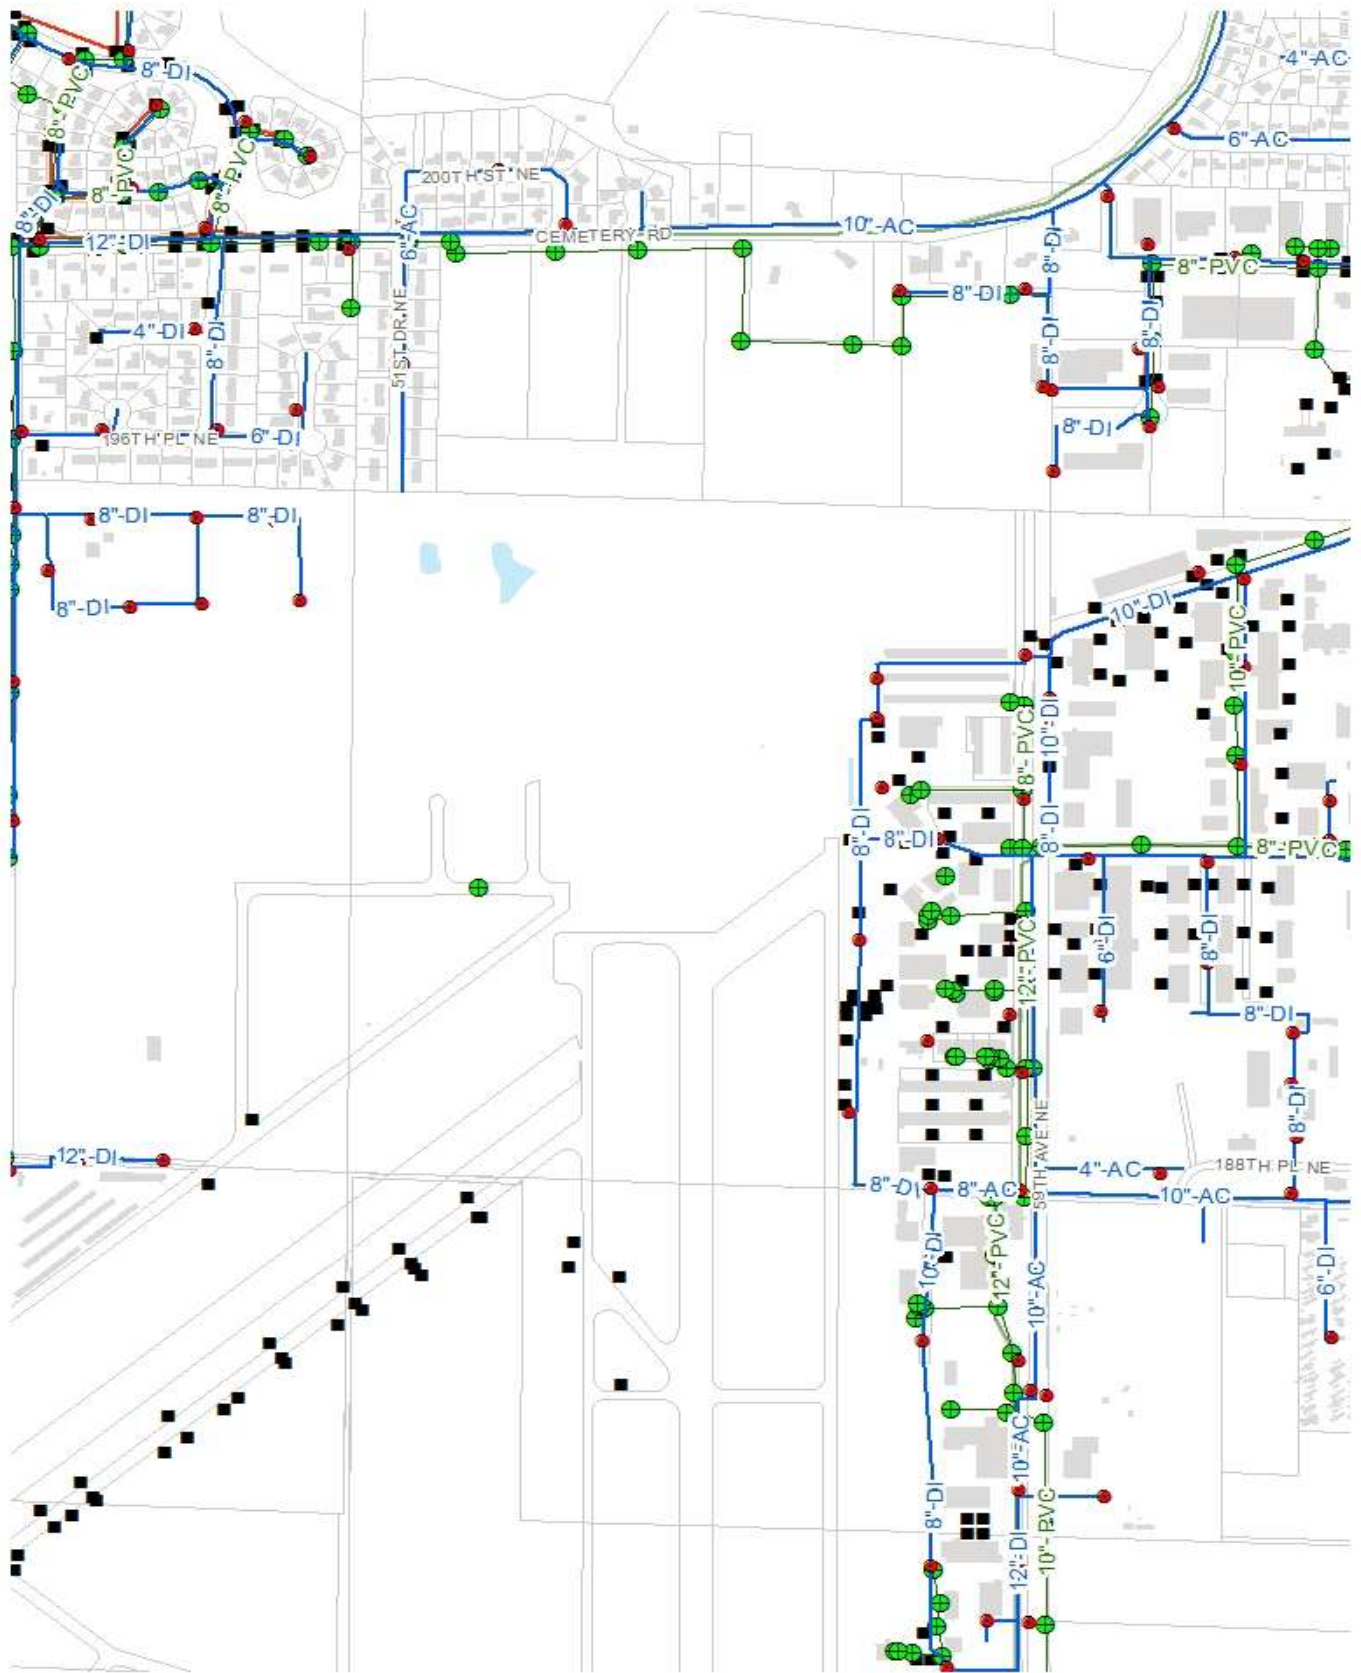 4"-AC
8"-DI
8"-PVC
6"-AC
8"-PVC
8"-PVC
200TH ST NE
8"-PVC
8"-DI
6"-AC
10"-AC
12"-DI
CEMETERY RD
8"-DI
8"-PVC
8"-DI
4"-DI
8"-DI
8"-DI
8"-DI
51ST DR NE
8"-DI
196TH PL NE
6"-DI
8"-DI
8"-DI
8"-DI
10"-DI
10"-PVC
8"-PVC
10"-DI
8"-DI
8"-DI
8"-DI
8"-PVC
6"-DI
8"-DI
12"-PVC
8"-DI
8"-DI
59TH AVE NE
12"-DI
4"-AC
188TH PL NE
8"-DI
8"-AC
10"-AC
12"-PVC
10"-DI
6"-DI
10"-AC
10"-AC
8"-DI
10"-PVC
12"-DI